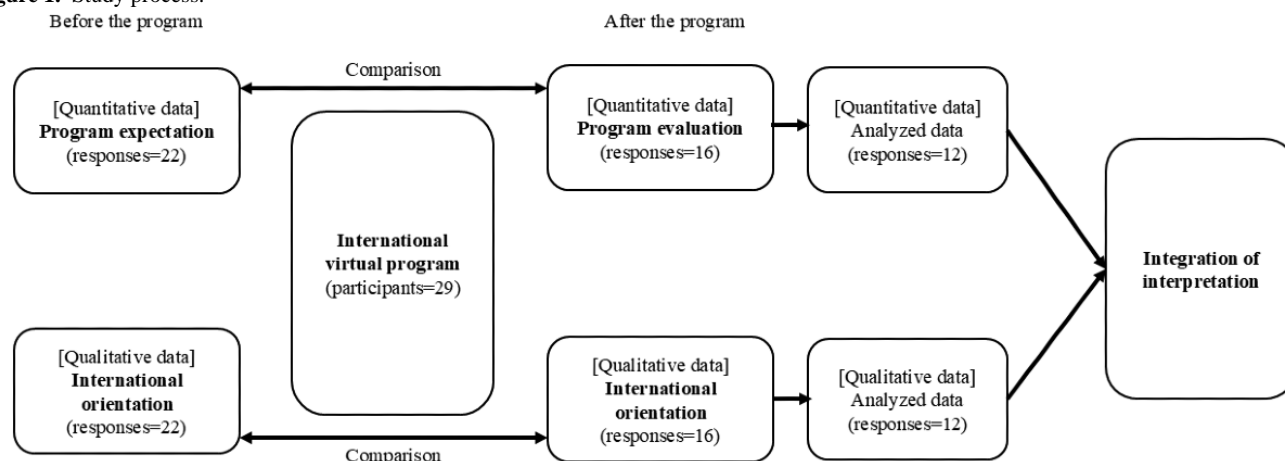 Figure 1. Study process.
Before the program
After the program
Comparison
[Quantitative data]
Program expectation
(responses=22)
International
virtual program
(participants=29)
[Quantitative data]
Program evaluation
(responses=16)
[Quantitative data]
Analyzed data
(responses=12)
Integration of
interpretation
[Qualitative data]
International
orientation
(responses=22)
[Qualitative data]
International
orientation
(responses=16)
[Qualitative data]
Analyzed data
(responses=12)
Comparison